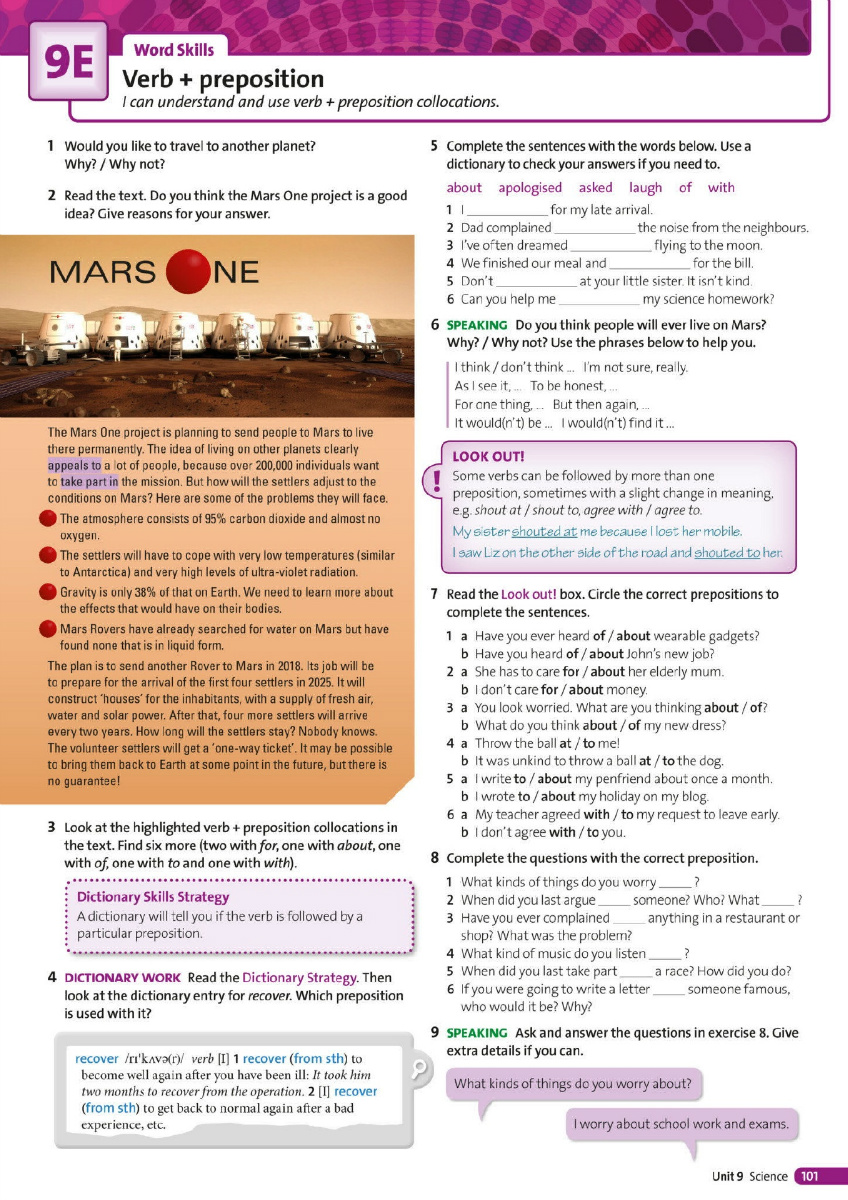 9E
Word Skills
Verb + preposition
I can understand and use verb + preposition collocations.
1 Would you like to travel to another planet?
Why? / Why not?
2 Read the text. Do you think the Mars One project is a good
idea? Give reasons for your answer.
MARS ONE
The Mars One project is planning to send people to Mars to live
there permanently. The idea of living on other planets clearly
appeals to a lot of people, because over 200,000 individuals want
to take part in the mission. But how will the settlers adjust to the
conditions on Mars? Here are some of the problems they will face.
The atmosphere consists of 95% carbon dioxide and almost no
oxygen.
The settlers will have to cope with very low temperatures (similar
to Antarctica) and very high levels of ultra-violet radiation.
Gravity is only 38% of that on Earth. We need to learn more about
the effects that would have on their bodies.
Mars Rovers have already searched for water on Mars but have
found none that is in liquid form.
The plan is to send another Rover to Mars in 2018. Its job will be
to prepare for the arrival of the first four settlers in 2025. It will
construct 'houses' for the inhabitants, with a supply of fresh air,
water and solar power. After that, four more settlers will arrive
every two years. How long will the settlers stay? Nobody knows.
The volunteer settlers will get a 'one-way ticket'. It may be possible
to bring them back to Earth at some point in the future, but there is
no guarantee!
3 Look at the highlighted verb + preposition collocations in
the text. Find six more (two with for, one with about, one
with of, one with to and one with with).
Dictionary Skills Strategy
A dictionary will tell you if the verb is followed by a
particular preposition.
4 DICTIONARY WORK Read the Dictionary Strategy. Then
look at the dictionary entry for recover. Which preposition
is used with it?
recover /rɪˈkʌvə(r)/ verb [I] 1 recover (from sth) to
become well again after you have been ill: It took him
two months to recover from the operation. 2 [I] recover
(from sth) to get back to normal again after a bad
experience, etc.
5 Complete the sentences with the words below. Use a
dictionary to check your answers if you need to.
about apologised asked laugh of with
1 I ____________ for my late arrival.
2 Dad complained ____________ the noise from the neighbours.
3 I've often dreamed ____________ flying to the moon.
4 We finished our meal and ____________ for the bill.
5 Don't ____________ at your little sister. It isn't kind.
6 Can you help me ____________ my science homework?
6 SPEAKING Do you think people will ever live on Mars?
Why? / Why not? Use the phrases below to help you.
I think / don't think ... I'm not sure, really.
As I see it, ... To be honest, ...
For one thing, ... But then again, ...
It would(n't) be ... I would(n't) find it ...
LOOK OUT!
!
Some verbs can be followed by more than one
preposition, sometimes with a slight change in meaning,
e.g. shout at / shout to, agree with / agree to.
My sister shouted at me because I lost her mobile.
I saw Liz on the other side of the road and shouted to her.
7 Read the Look out! box. Circle the correct prepositions to
complete the sentences.
1 a Have you ever heard of / about wearable gadgets?
b Have you heard of / about John's new job?
2 a She has to care for / about her elderly mum.
b I don't care for / about money.
3 a You look worried. What are you thinking about / of?
b What do you think about / of my new dress?
4 a Throw the ball at / to me!
b It was unkind to throw a ball at / to the dog.
5 a I write to / about my penfriend about once a month.
b I wrote to / about my holiday on my blog.
6 a My teacher agreed with / to my request to leave early.
b I don't agree with / to you.
8 Complete the questions with the correct preposition.
1 What kinds of things do you worry _____ ?
2 When did you last argue _____ someone? Who? What _____ ?
3 Have you ever complained _____ anything in a restaurant or
shop? What was the problem?
4 What kind of music do you listen _____ ?
5 When did you last take part _____ a race? How did you do?
6 If you were going to write a letter _____ someone famous,
who would it be? Why?
9 SPEAKING Ask and answer the questions in exercise 8. Give
extra details if you can.
What kinds of things do you worry about?
I worry about school work and exams.
Unit 9 Science 101